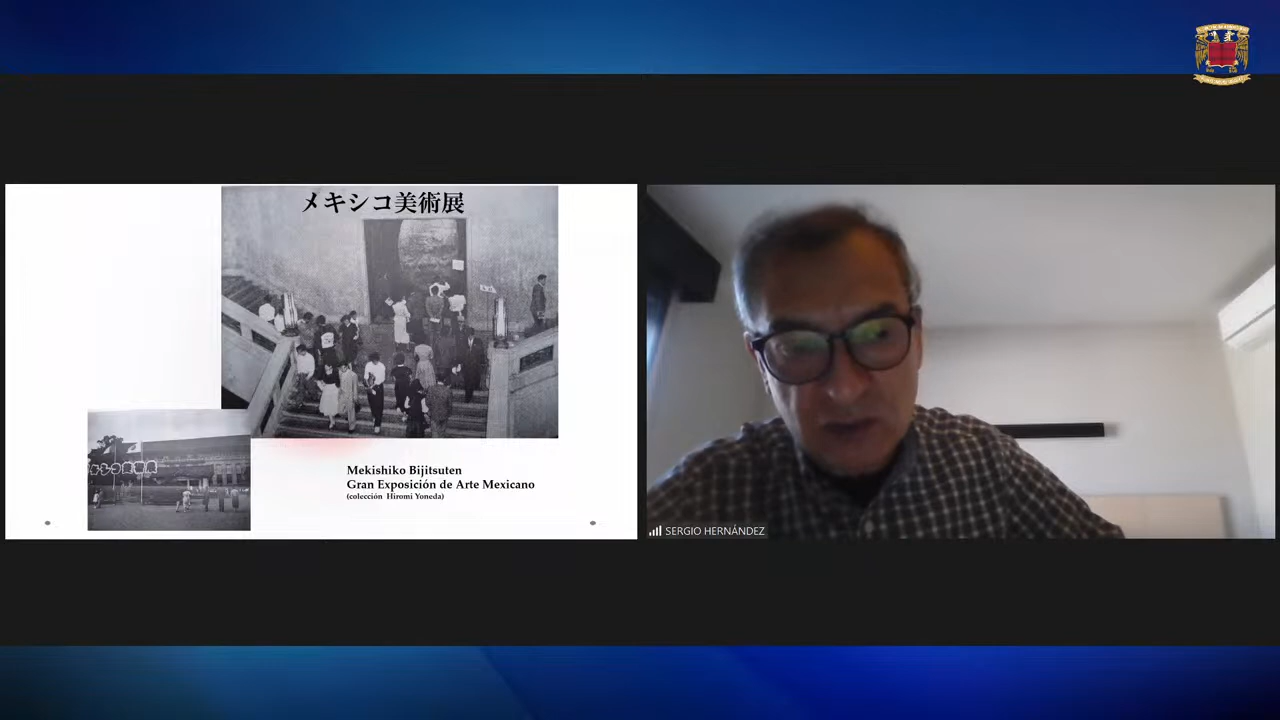 メキシコ美術展
Mekishiko Bijitsuten
Gran Exposición de Arte Mexicano
(colección Hiromi Yoneda)
SERGIO HERNÁNDEZ